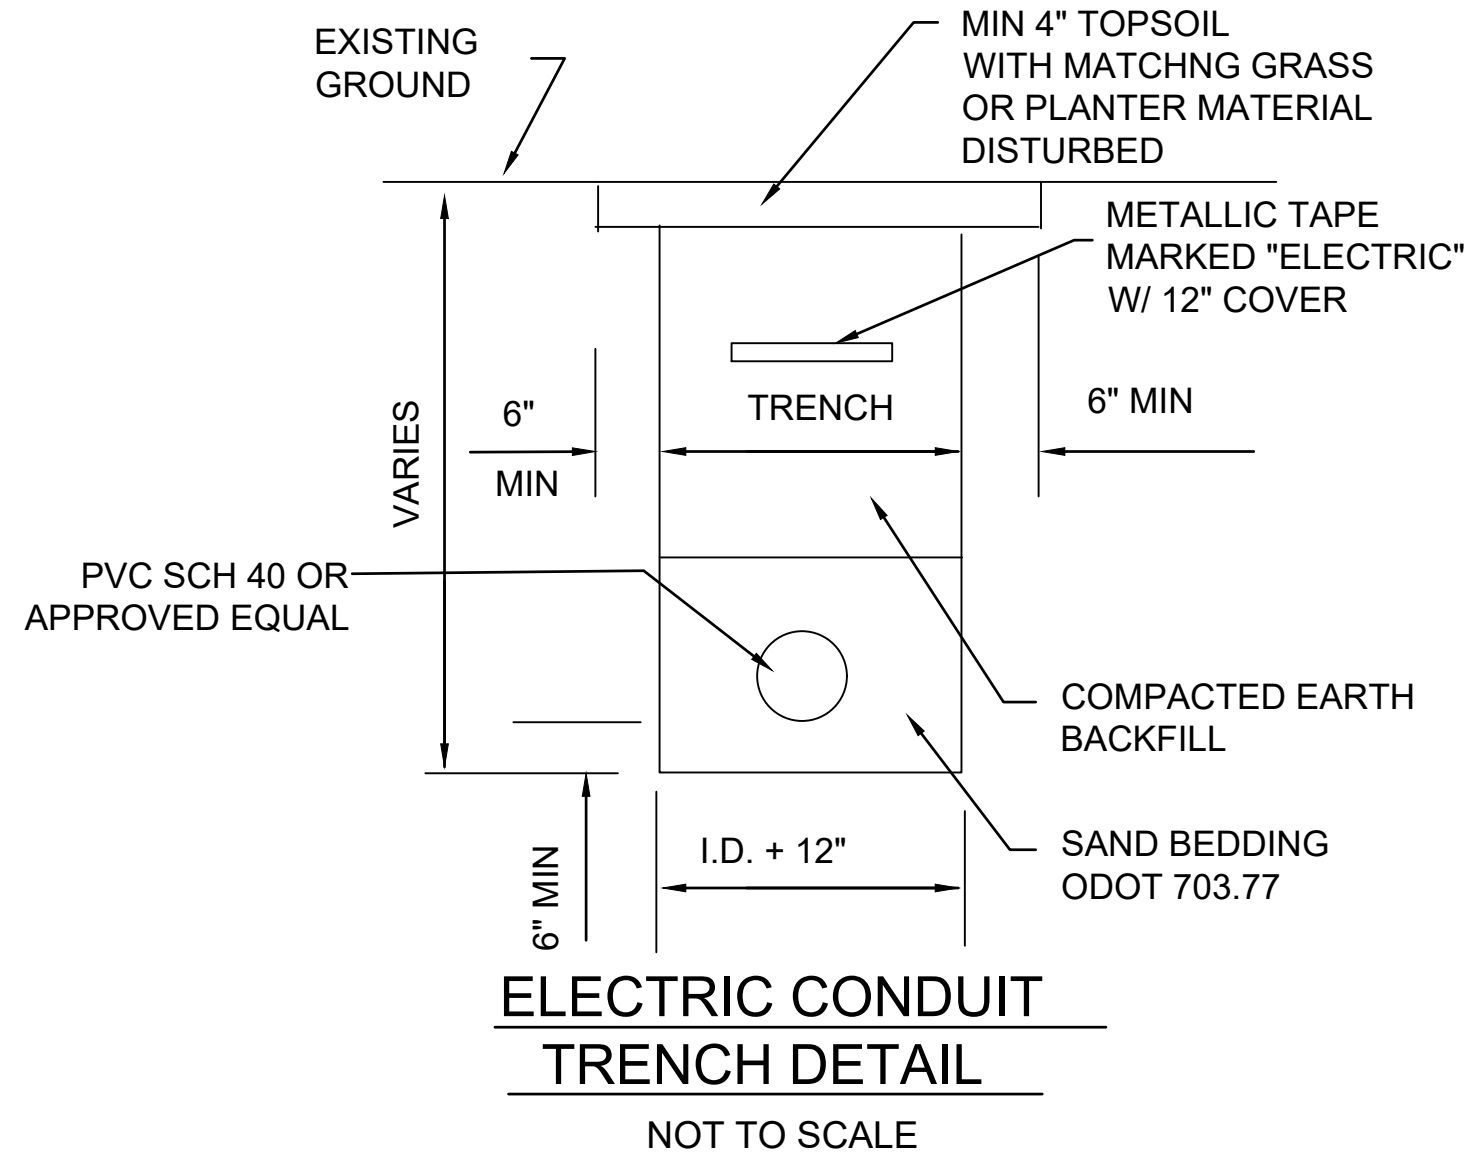 EXISTING
GROUND
MIN 4" TOPSOIL
WITH MATCHNG GRASS
OR PLANTER MATERIAL
DISTURBED
METALLIC TAPE
MARKED "ELECTRIC"
W/ 12" COVER
VARIES
6"
MIN
TRENCH
6" MIN
PVC SCH 40 OR
APPROVED EQUAL
COMPACTED EARTH
BACKFILL
6" MIN
I.D. + 12"
SAND BEDDING
ODOT 703.77
ELECTRIC CONDUIT
TRENCH DETAIL
NOT TO SCALE